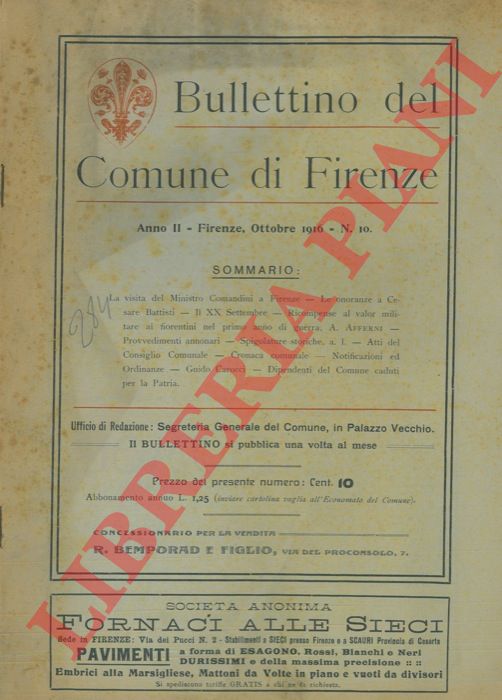 Bullettino del
Comune di Firenze
Anno II - Firenze, Ottobre 1916 - N. 10.
SOMMARIO:
La visita del Ministro Comandini a Firenze — Le onoranze a Ce-
sare Battisti — Il XX Settembre — Ricompense al valor mili-
tare ai fiorentini nel primo anno di guerra, A. AFFERNI —
Provvedimenti annonari — Spigolature storiche, a. l. — Atti del
Consiglio Comunale — Cronaca comunale — Notificazioni ed
Ordinanze — Guido Carocci — Dipendenti del Comune caduti
per la Patria.
284
Ufficio di Redazione: Segreteria Generale del Comune, in Palazzo Vecchio.
Il BULLETTINO si pubblica una volta al mese
Prezzo del presente numero: Cent. 10
Abbonamento annuo L. 1,25 (inviare cartolina vaglia all'Economato del Comune).
CONCESSIONARIO PER LA VENDITA
R. BEMPORAD E FIGLIO, VIA DEL PROCONSOLO, 7.
SOCIETÀ ANONIMA
FORNACI ALLE SIECI
Sede in FIRENZE: Via dei Pucci N. 2 - Stabilimenti a SIECI presso Firenze e a SCAURI Provincia di Caserta
PAVIMENTI a forma di ESAGONO, Rossi, Bianchi e Neri
DURISSIMI e della massima precisione :: ::
Embrici alla Marsigliese, Mattoni da Volte in piano e vuoti da divisori
Si spediscono tariffe GRATIS a chi ne fa richiesta.
LIBRERIA PIANI